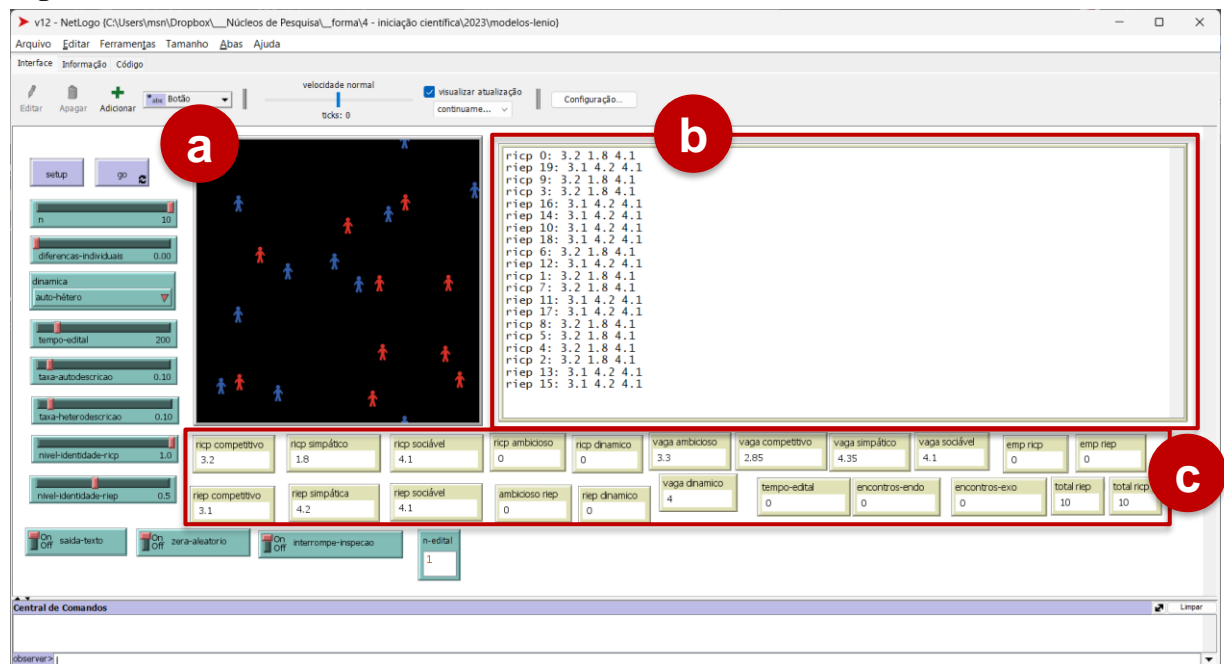 v12 - NetLogo {C:\Users\msn\Dropbox\__Núcleos de Pesquisa\_forma\4 - iniciação científica\2023\modelos-lenio}
Arquivo Editar Ferramentas Tamanho Abas Ajuda
Interface Informação Código
Editar Apagar Adicionar abc Botão
velocidade normal
ticks: 0
visualizar atualização
continuame...
Configuração...
a
b
setup go
n 10
diferencas-individuais 0.00
dinamica
auto-hétero
tempo-edital 200
taxa-autodescricao 0.10
taxa-heterodescricao 0.10
nivel-identidade-ricp 1.0
nivel-identidade-riep 0.5
ricp 0: 3.2 1.8 4.1
riep 19: 3.1 4.2 4.1
ricp 9: 3.2 1.8 4.1
ricp 3: 3.2 1.8 4.1
riep 16: 3.1 4.2 4.1
riep 14: 3.1 4.2 4.1
riep 10: 3.1 4.2 4.1
riep 18: 3.1 4.2 4.1
ricp 6: 3.2 1.8 4.1
riep 12: 3.1 4.2 4.1
ricp 1: 3.2 1.8 4.1
ricp 7: 3.2 1.8 4.1
riep 11: 3.1 4.2 4.1
riep 17: 3.1 4.2 4.1
ricp 8: 3.2 1.8 4.1
ricp 5: 3.2 1.8 4.1
ricp 4: 3.2 1.8 4.1
ricp 2: 3.2 1.8 4.1
riep 13: 3.1 4.2 4.1
riep 15: 3.1 4.2 4.1
ricp competitivo ricp simpático ricp sociável ricp ambicioso ricp dinamico vaga ambicioso vaga competitivo vaga simpático vaga sociável emp ricp emp riep
3.2 1.8 4.1 0 0 3.3 2.85 4.35 4.1 0 0
c
riep competitivo riep simpática riep sociável ambicioso riep riep dinamico vaga dinamico tempo-edital encontros-endo encontros-exo total riep total ricp
3.1 4.2 4.1 0 0 4 0 0 0 10 10
On Off saida-texto
On Off zera-aleatorio
On Off interrompe-inspecao
n-edital
1
Central de Comandos Limpar
observer>